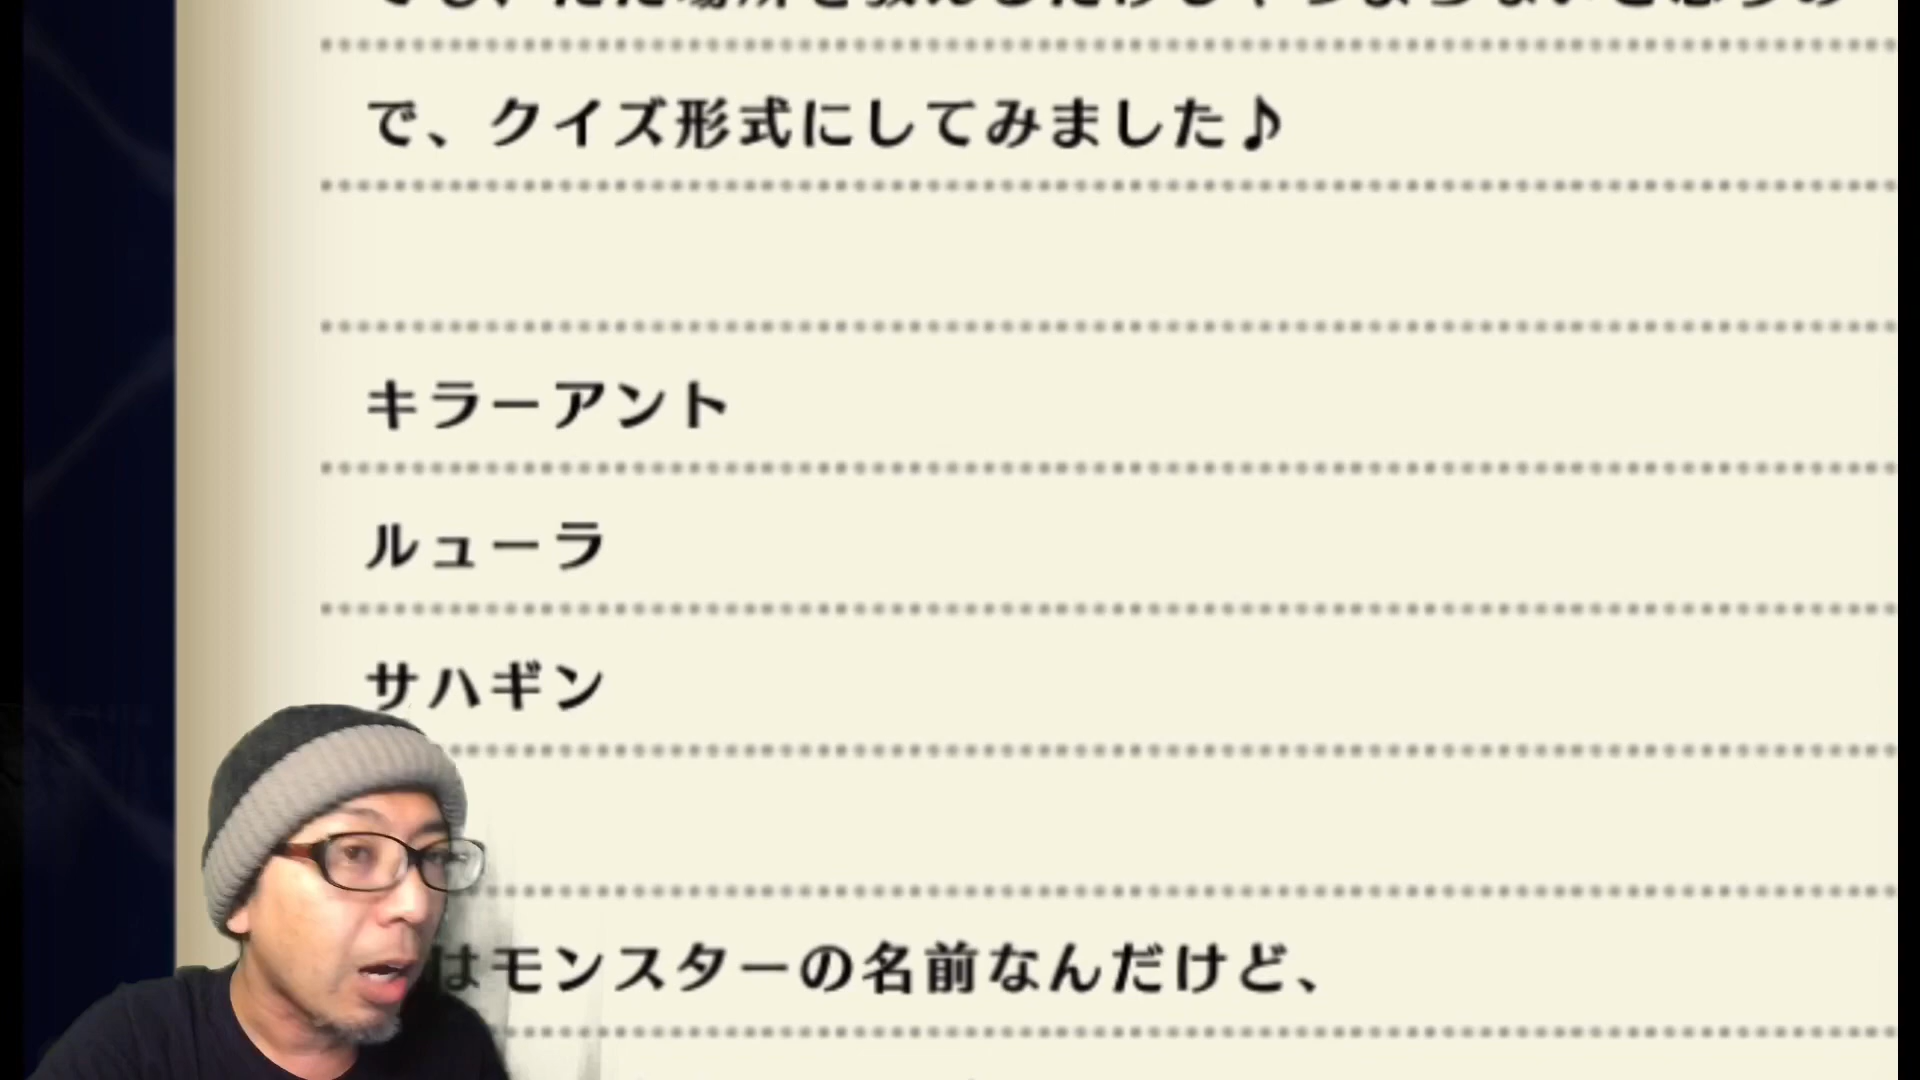 で、クイズ形式にしてみました♪
キラーアント
ルューラ
サハギン
はモンスターの名前なんだけど、